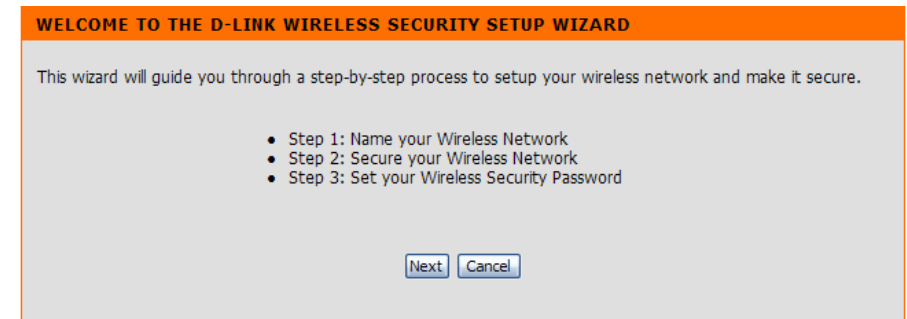 WELCOME TO THE D-LINK WIRELESS SECURITY SETUP WIZARD
This wizard will guide you through a step-by-step process to setup your wireless network and make it secure.
• Step 1: Name your Wireless Network
• Step 2: Secure your Wireless Network
• Step 3: Set your Wireless Security Password
Next Cancel